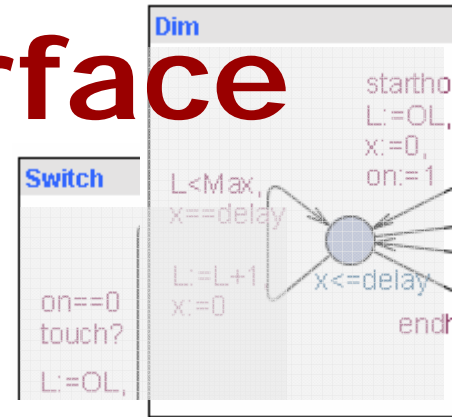 rface
Dim
startho
L:=OL,
x:=0,
on:=1
L<Max,
x==delay
L:=L+1,
x:=0
x<=delay
endh
Switch
on==0
touch?
L:=OL,